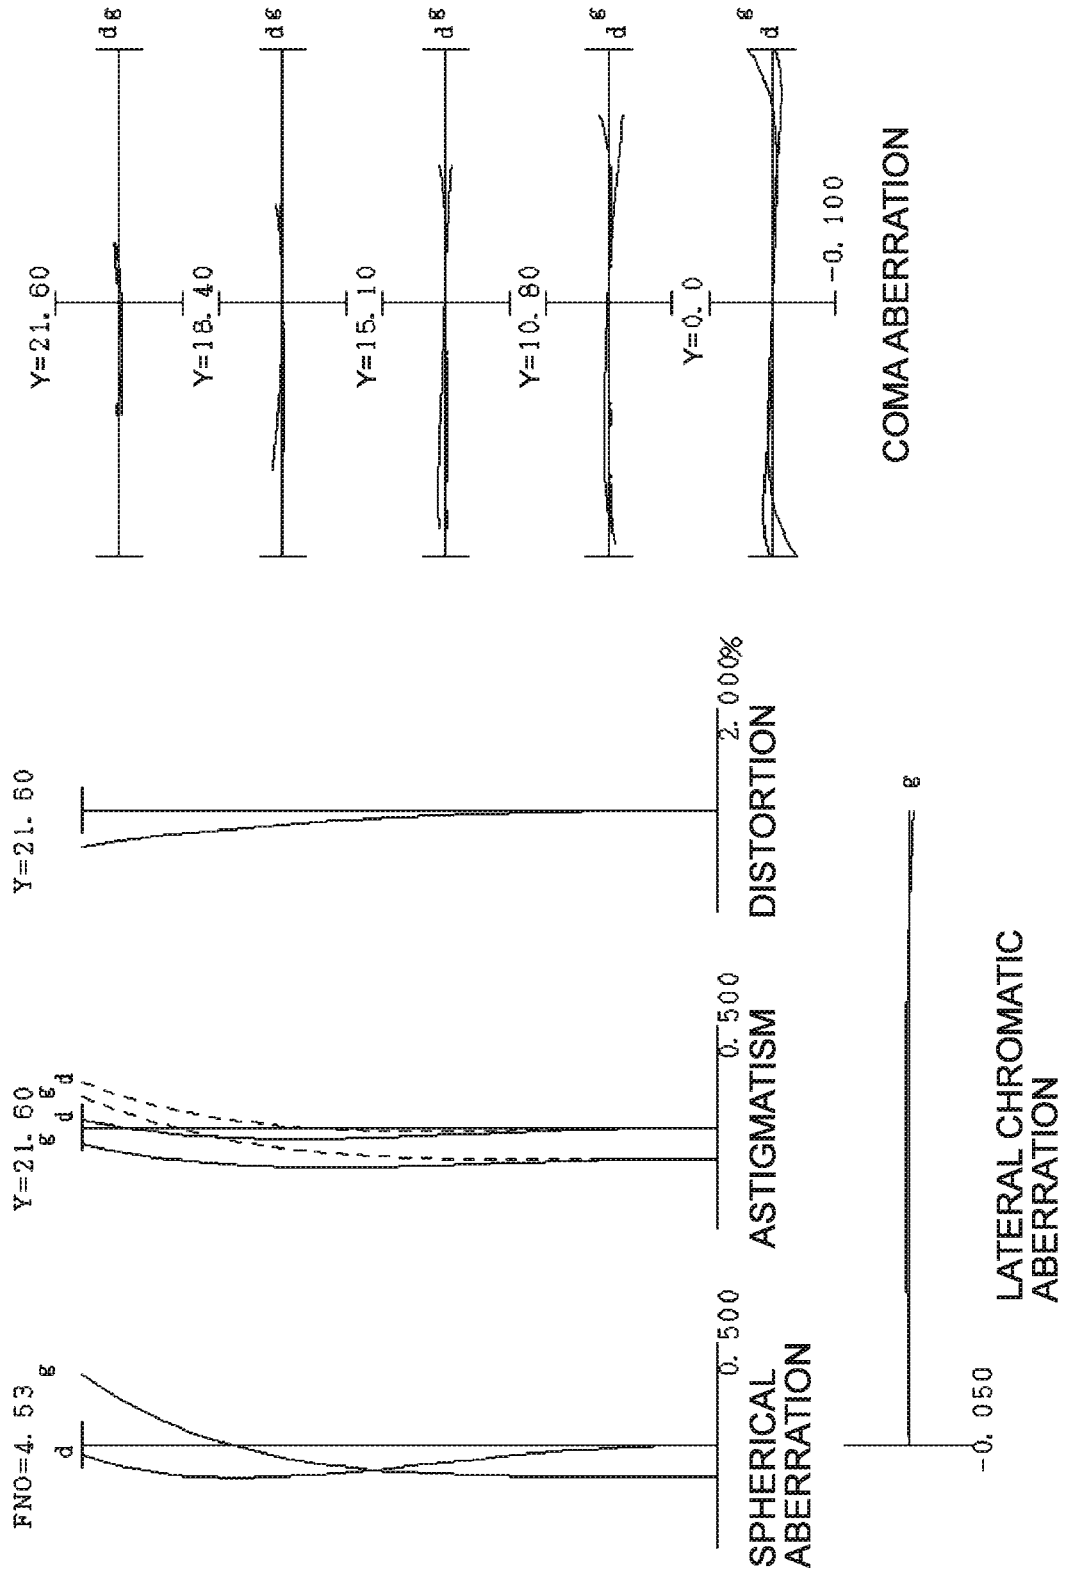 FNO=4. 53
d
g
0. 500
SPHERICAL
ABERRATION
Y=21. 60
g
d
g
d
0. 500
ASTIGMATISM
Y=21. 60
2. 000%
DISTORTION
Y=21. 60
d g
Y=18. 40
d g
Y=15. 10
d g
Y=10. 80
d g
Y=0. 0
d
g
-0. 100
COMA ABERRATION
g
-0. 050
LATERAL CHROMATIC
ABERRATION